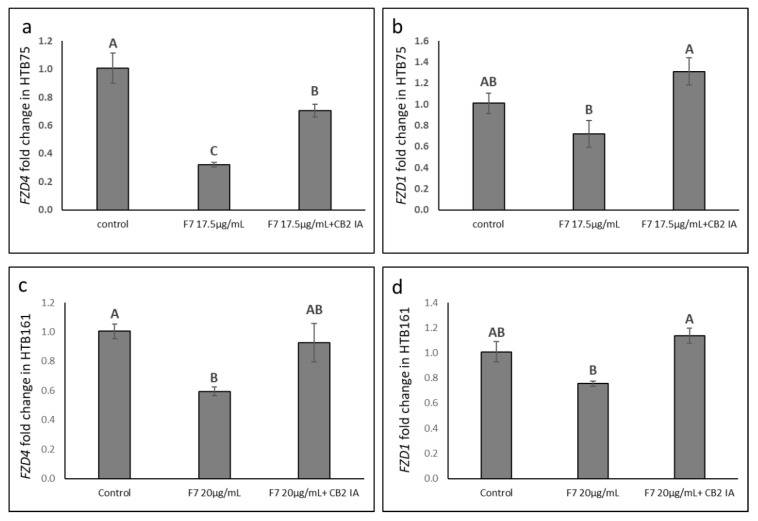 a
FZD4 fold change in HTB75
1.2
1.0
0.8
0.6
0.4
0.2
0.0
A
C
B
control
F7 17.5µg/mL
F7 17.5µg/mL+CB2 IA
b
FZD1 fold change in HTB75
1.6
1.4
1.2
1.0
0.8
0.6
0.4
0.2
0.0
AB
B
A
control
F7 17.5µg/mL
F7 17.5µg/mL+CB2 IA
c
FZD4 fold change in HTB161
1.2
1.0
0.8
0.6
0.4
0.2
0.0
A
B
AB
Control
F7 20µg/mL
F7 20µg/mL+ CB2 IA
d
FZD1 fold change in HTB161
1.4
1.2
1.0
0.8
0.6
0.4
0.2
0.0
AB
B
A
Control
F7 20µg/mL
F7 20µg/mL+ CB2 IA